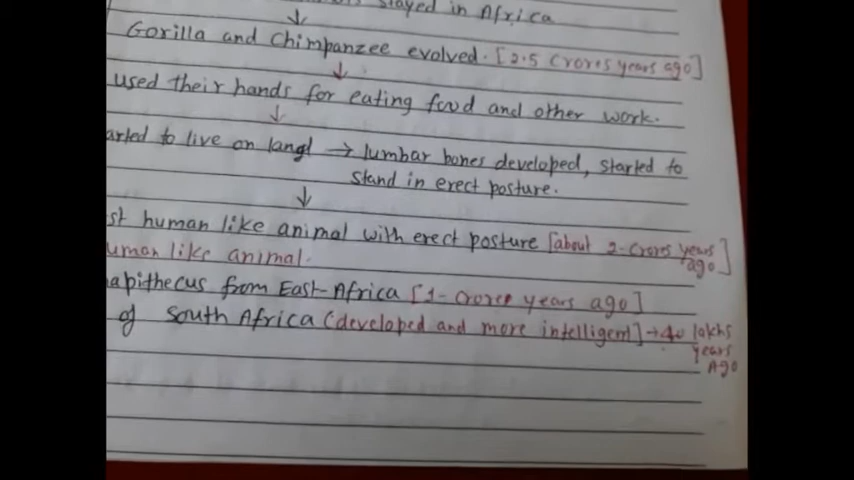 stayed in Africa
↓
Gorilla and Chimpanzee evolved. [2.5 Crores years ago]
↓
used their hands for eating food and other work.
↓
arted to live on land → lumbar bones developed, started to
stand in erect posture.
↓
st human like animal with erect posture [about 2-crores years ago]
uman like animal.
apithecus from East-Africa [1-crores years ago]
of South Africa (developed and more intelligent] → 40 lakhs
years
Ago